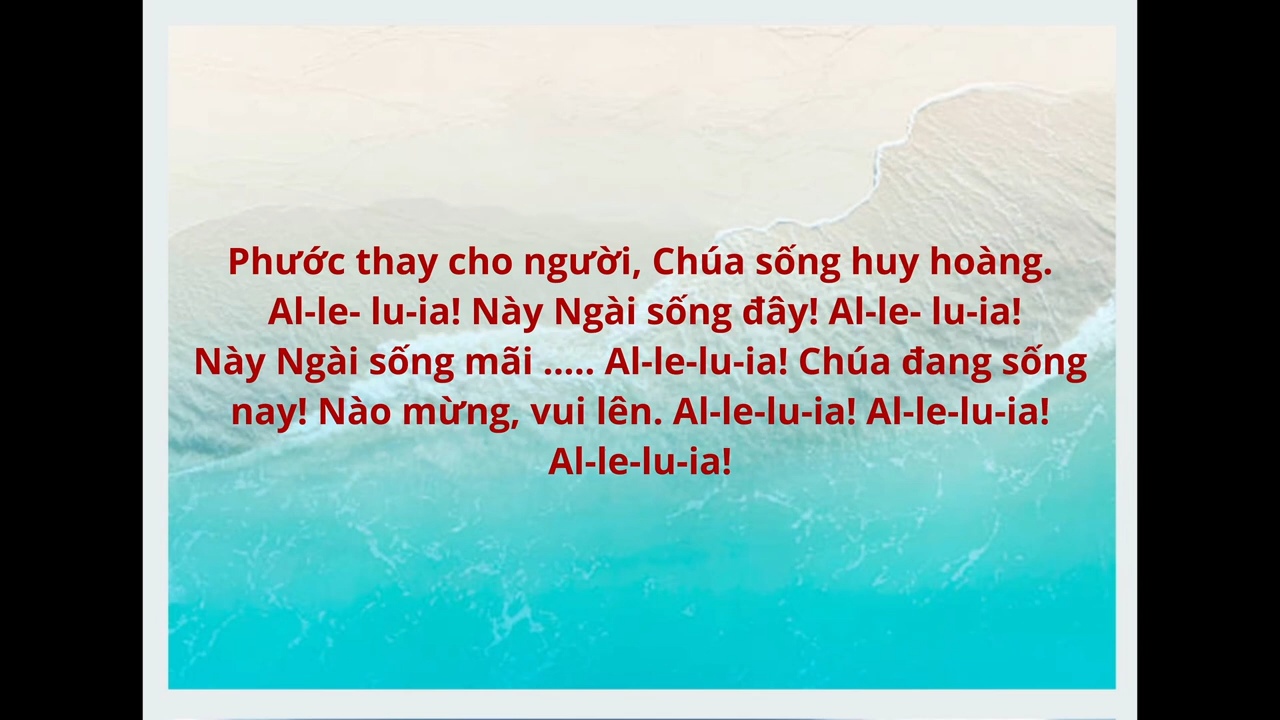 Phước thay cho người, Chúa sống huy hoàng.
Al-le- lu-ia! Này Ngài sống đây! Al-le- lu-ia!
Này Ngài sống mãi ..... Al-le-lu-ia! Chúa đang sống
nay! Nào mừng, vui lên. Al-le-lu-ia! Al-le-lu-ia!
Al-le-lu-ia!